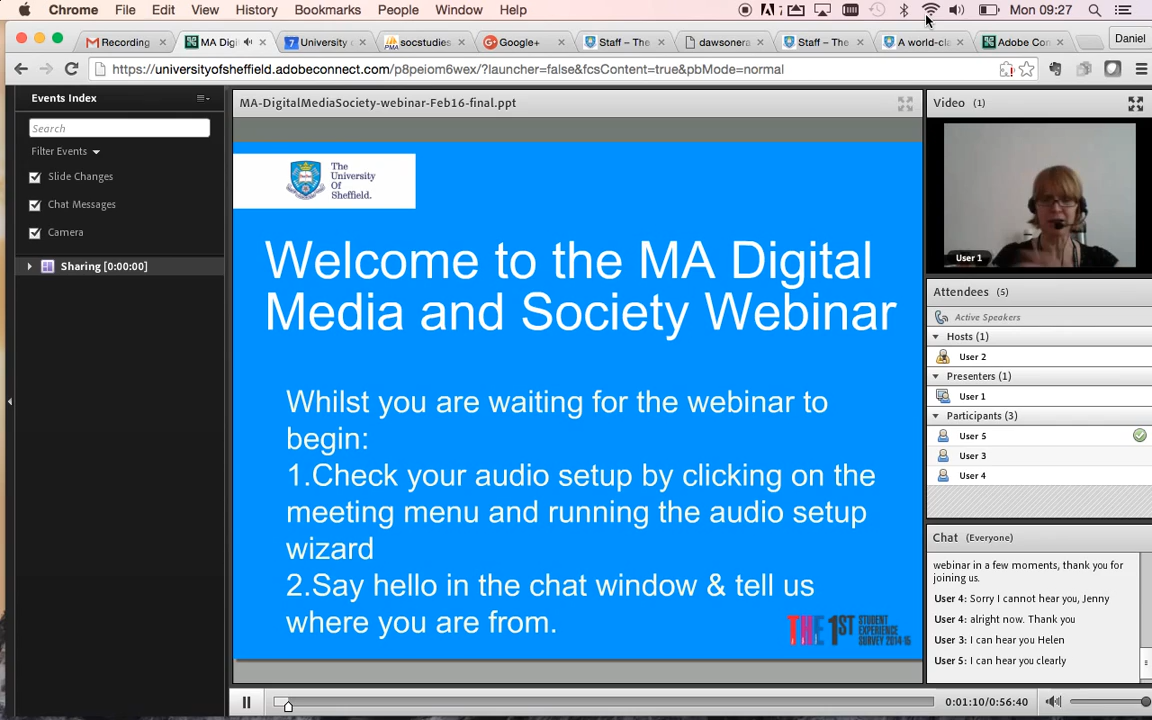 Chrome File Edit View History Bookmarks People Window Help Mon 09:27
Recording MA Digi University socstudies Google+ Staff – The dawsonera Staff – The A world-cl Adobe Con Daniel
https://universityofsheffield.adobeconnect.com/p8peiom6wex/?launcher=false&fcsContent=true&pbMode=normal
Events Index
Search
Filter Events
Slide Changes
Chat Messages
Camera
Sharing [0:00:00]
MA-DigitalMediaSociety-webinar-Feb16-final.ppt
The
University
Of
Sheffield.
Welcome to the MA Digital
Media and Society Webinar
Whilst you are waiting for the webinar to
begin:
1.Check your audio setup by clicking on the
meeting menu and running the audio setup
wizard
2.Say hello in the chat window & tell us
where you are from.
THE 1ST STUDENT
EXPERIENCE
SURVEY 2014-15
Video (1)
User 1
Attendees (5)
Active Speakers
Hosts (1)
User 2
Presenters (1)
User 1
Participants (3)
User 5
User 3
User 4
Chat (Everyone)
webinar in a few moments, thank you for
joining us.
User 4: Sorry I cannot hear you, Jenny
User 4: alright now. Thank you
User 3: I can hear you Helen
User 5: I can hear you clearly
0:01:10/0:56:40